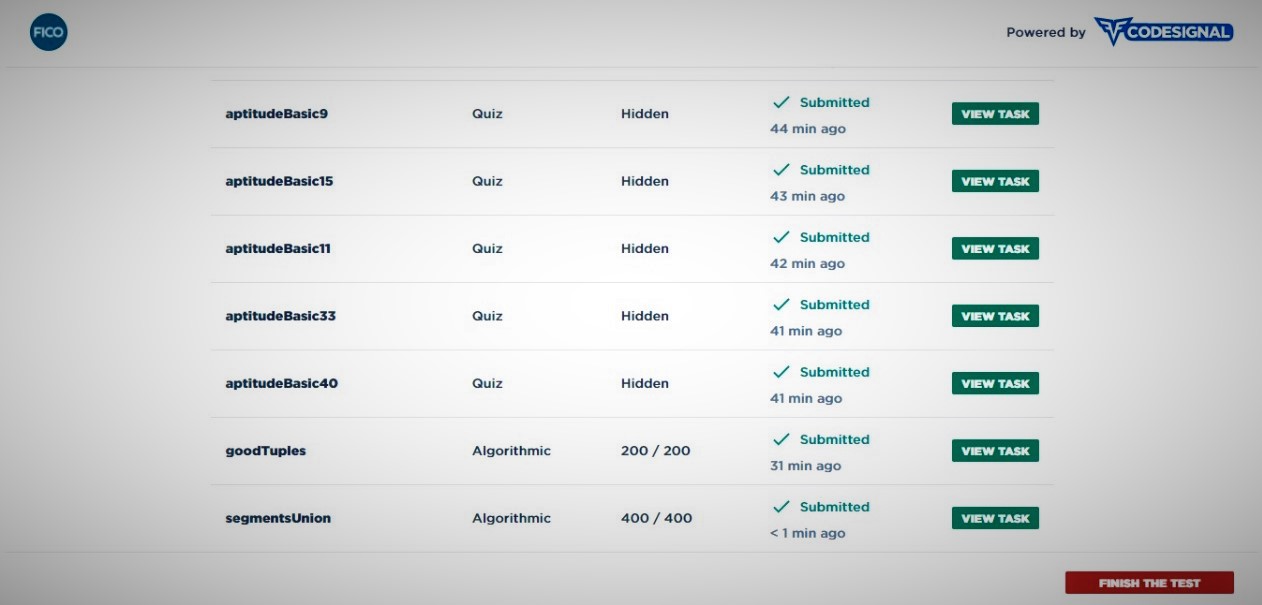 FICO
Powered by CODESIGNAL
aptitudeBasic9 Quiz Hidden Submitted VIEW TASK
44 min ago
aptitudeBasic15 Quiz Hidden Submitted VIEW TASK
43 min ago
aptitudeBasic11 Quiz Hidden Submitted VIEW TASK
42 min ago
aptitudeBasic33 Quiz Hidden Submitted VIEW TASK
41 min ago
aptitudeBasic40 Quiz Hidden Submitted VIEW TASK
41 min ago
goodTuples Algorithmic 200 / 200 Submitted VIEW TASK
31 min ago
segmentsUnion Algorithmic 400 / 400 Submitted VIEW TASK
< 1 min ago
FINISH THE TEST